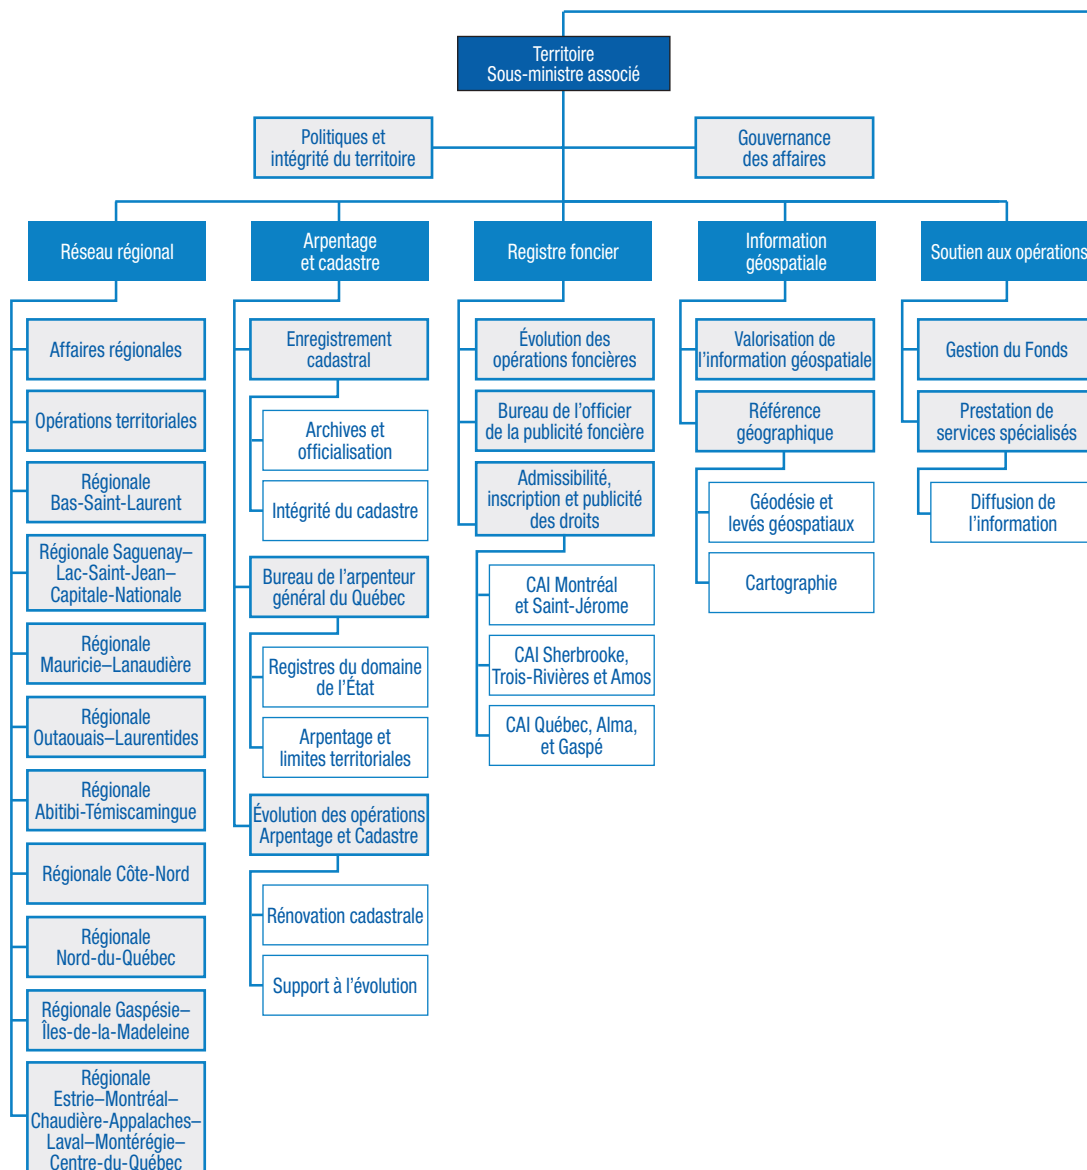 Territoire
Sous-ministre associé
Politiques et
intégrité du territoire
Gouvernance
des affaires
Réseau régional
Arpentage
et cadastre
Registre foncier
Information
géospatiale
Soutien aux opérations
Affaires régionales
Opérations territoriales
Régionale
Bas-Saint-Laurent
Régionale Saguenay–
Lac-Saint-Jean–
Capitale-Nationale
Régionale
Mauricie–Lanaudière
Régionale
Outaouais–Laurentides
Régionale
Abitibi-Témiscamingue
Régionale Côte-Nord
Régionale
Nord-du-Québec
Régionale Gaspésie–
Îles-de-la-Madeleine
Régionale
Estrie–Montréal–
Chaudière-Appalaches–
Laval–Montérégie–
Centre-du-Québec
Enregistrement
cadastral
Archives et
officialisation
Intégrité du cadastre
Bureau de l'arpenteur
général du Québec
Registres du domaine
de l'État
Arpentage et
limites territoriales
Évolution des opérations
Arpentage et Cadastre
Rénovation cadastrale
Support à l'évolution
Évolution des
opérations foncières
Bureau de l'officier
de la publicité foncière
Admissibilité,
inscription et publicité
des droits
CAI Montréal
et Saint-Jérome
CAI Sherbrooke,
Trois-Rivières et Amos
CAI Québec, Alma,
et Gaspé
Valorisation de
l'information géospatiale
Référence
géographique
Géodésie et
levés géospatiaux
Cartographie
Gestion du Fonds
Prestation de
services spécialisés
Diffusion de
l'information